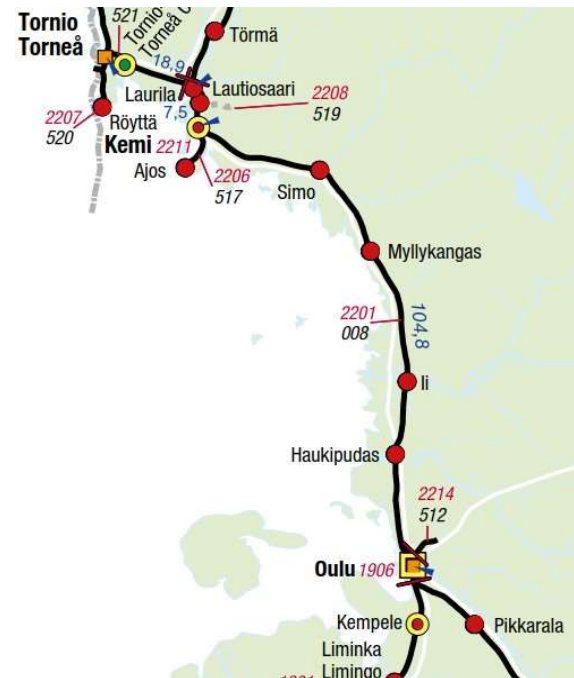 Tornio
Torneå
521
Tornio-
Torneå
Törmä
18,9
Laurila
Lautiosaari
2208
519
7,5
2207
520
Röyttä
Kemi 2211
Ajos
2206
517
Simo
Myllykangas
2201
008
104,8
Ii
Haukipudas
2214
512
Oulu 1906
Kempele
Pikkarala
Liminka
Limingo